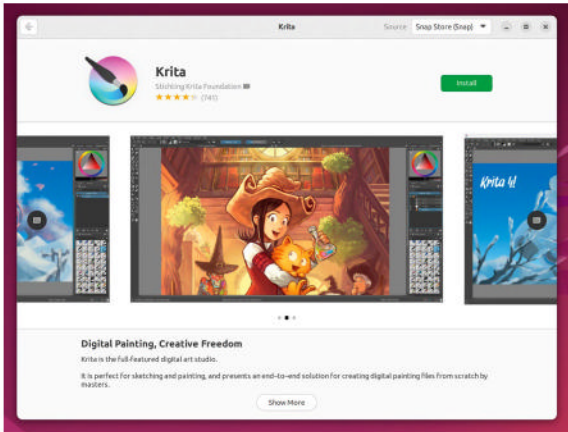 Krita
Source Snap Store (Snap)
Krita
Stichting Krita Foundation
(741)
Install
Krita 4!
Digital Painting, Creative Freedom
Krita is the full-featured digital art studio.
It is perfect for sketching and painting, and presents an end-to-end solution for creating digital painting files from scratch by
masters.
Show More